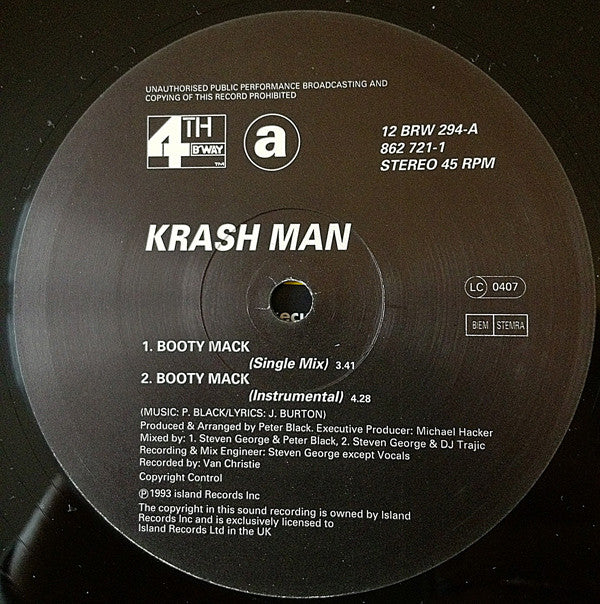 UNAUTHORISED PUBLIC PERFORMANCE BROADCASTING AND
COPYING OF THIS RECORD PROHIBITED
4TH
B'WAY
TM
a
12 BRW 294-A
862 721-1
STEREO 45 RPM
KRASH MAN
LC 0407
BIEM STEMRA
1. BOOTY MACK
(Single Mix) 3.41
2. BOOTY MACK
(Instrumental) 4.28
(MUSIC: P. BLACK/LYRICS: J. BURTON)
Produced & Arranged by Peter Black. Executive Producer: Michael Hacker
Mixed by: 1. Steven George & Peter Black, 2. Steven George & DJ Trajic
Recording & Mix Engineer: Steven George except Vocals
Recorded by: Van Christie
Copyright Control
℗ 1993 island Records Inc
The copyright in this sound recording is owned by Island
Records Inc and is exclusively licensed to
Island Records Ltd in the UK